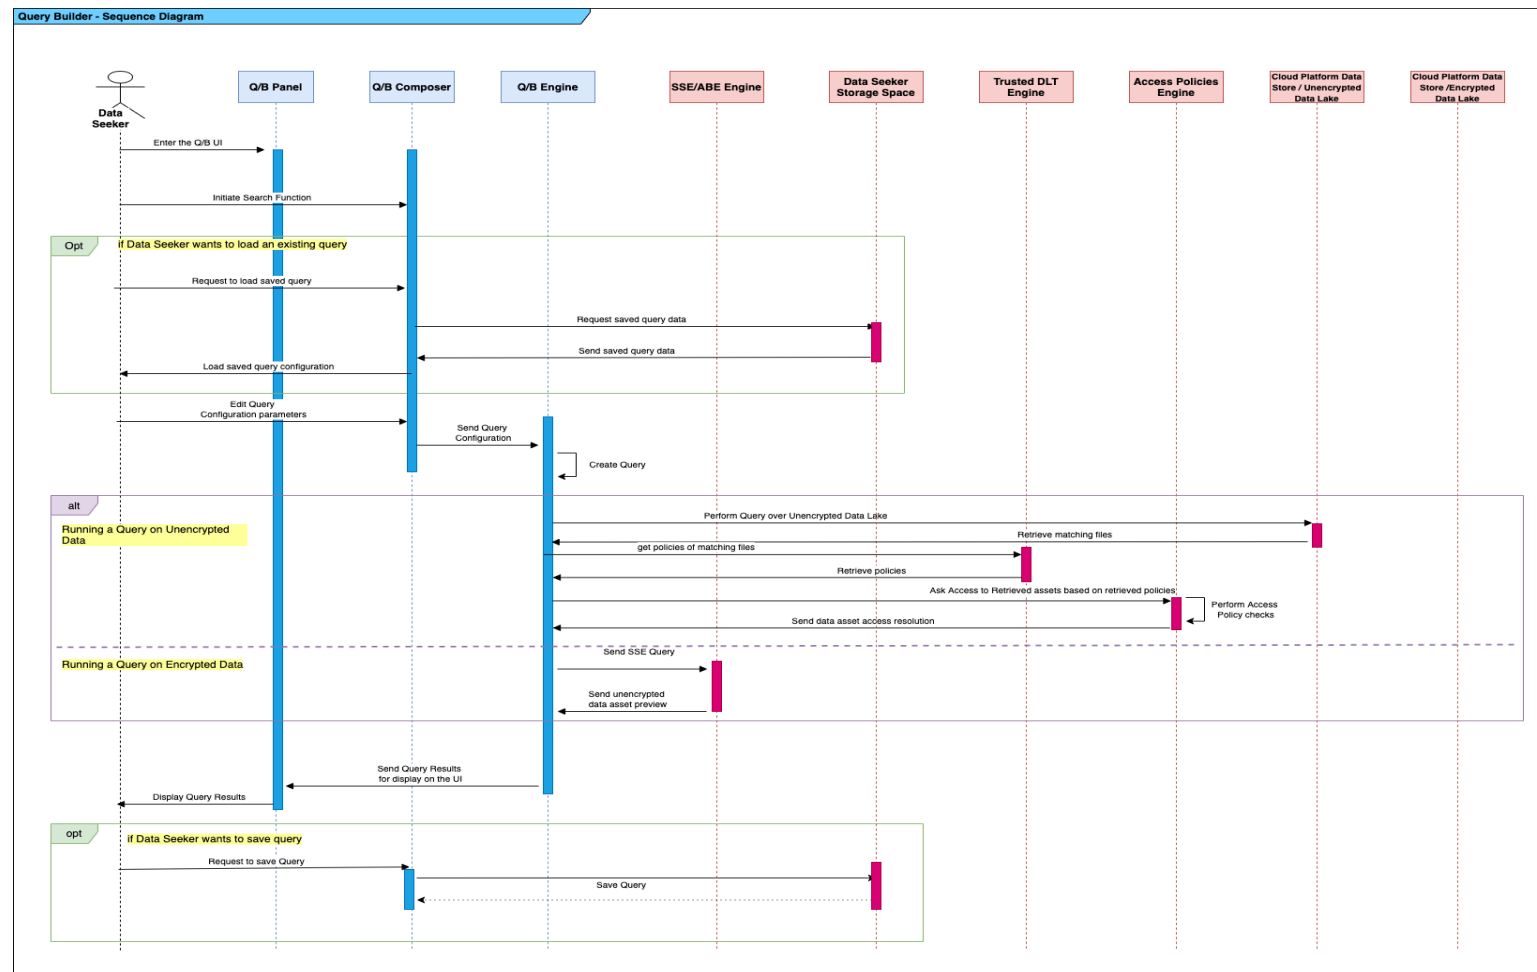 Query Builder - Sequence Diagram
Data
Seeker
Q/B Panel
Q/B Composer
Q/B Engine
SSE/ABE Engine
Data Seeker
Storage Space
Trusted DLT
Engine
Access Policies
Engine
Cloud Platform Data
Store / Unencrypted
Data Lake
Cloud Platform Data
Store /Encrypted
Data Lake
Enter the Q/B UI
Initiate Search Function
Opt
if Data Seeker wants to load an existing query
Request to load saved query
Request saved query data
Send saved query data
Load saved query configuration
Edit Query
Configuration parameters
Send Query
Configuration
Create Query
alt
Running a Query on Unencrypted
Data
Perform Query over Unencrypted Data Lake
Retrieve matching files
get policies of matching files
Retrieve policies
Ask Access to Retrieved assets based on retrieved policies
Perform Access
Policy checks
Send data asset access resolution
Running a Query on Encrypted Data
Send SSE Query
Send unencrypted
data asset preview
Send Query Results
for display on the UI
Display Query Results
opt
if Data Seeker wants to save query
Request to save Query
Save Query